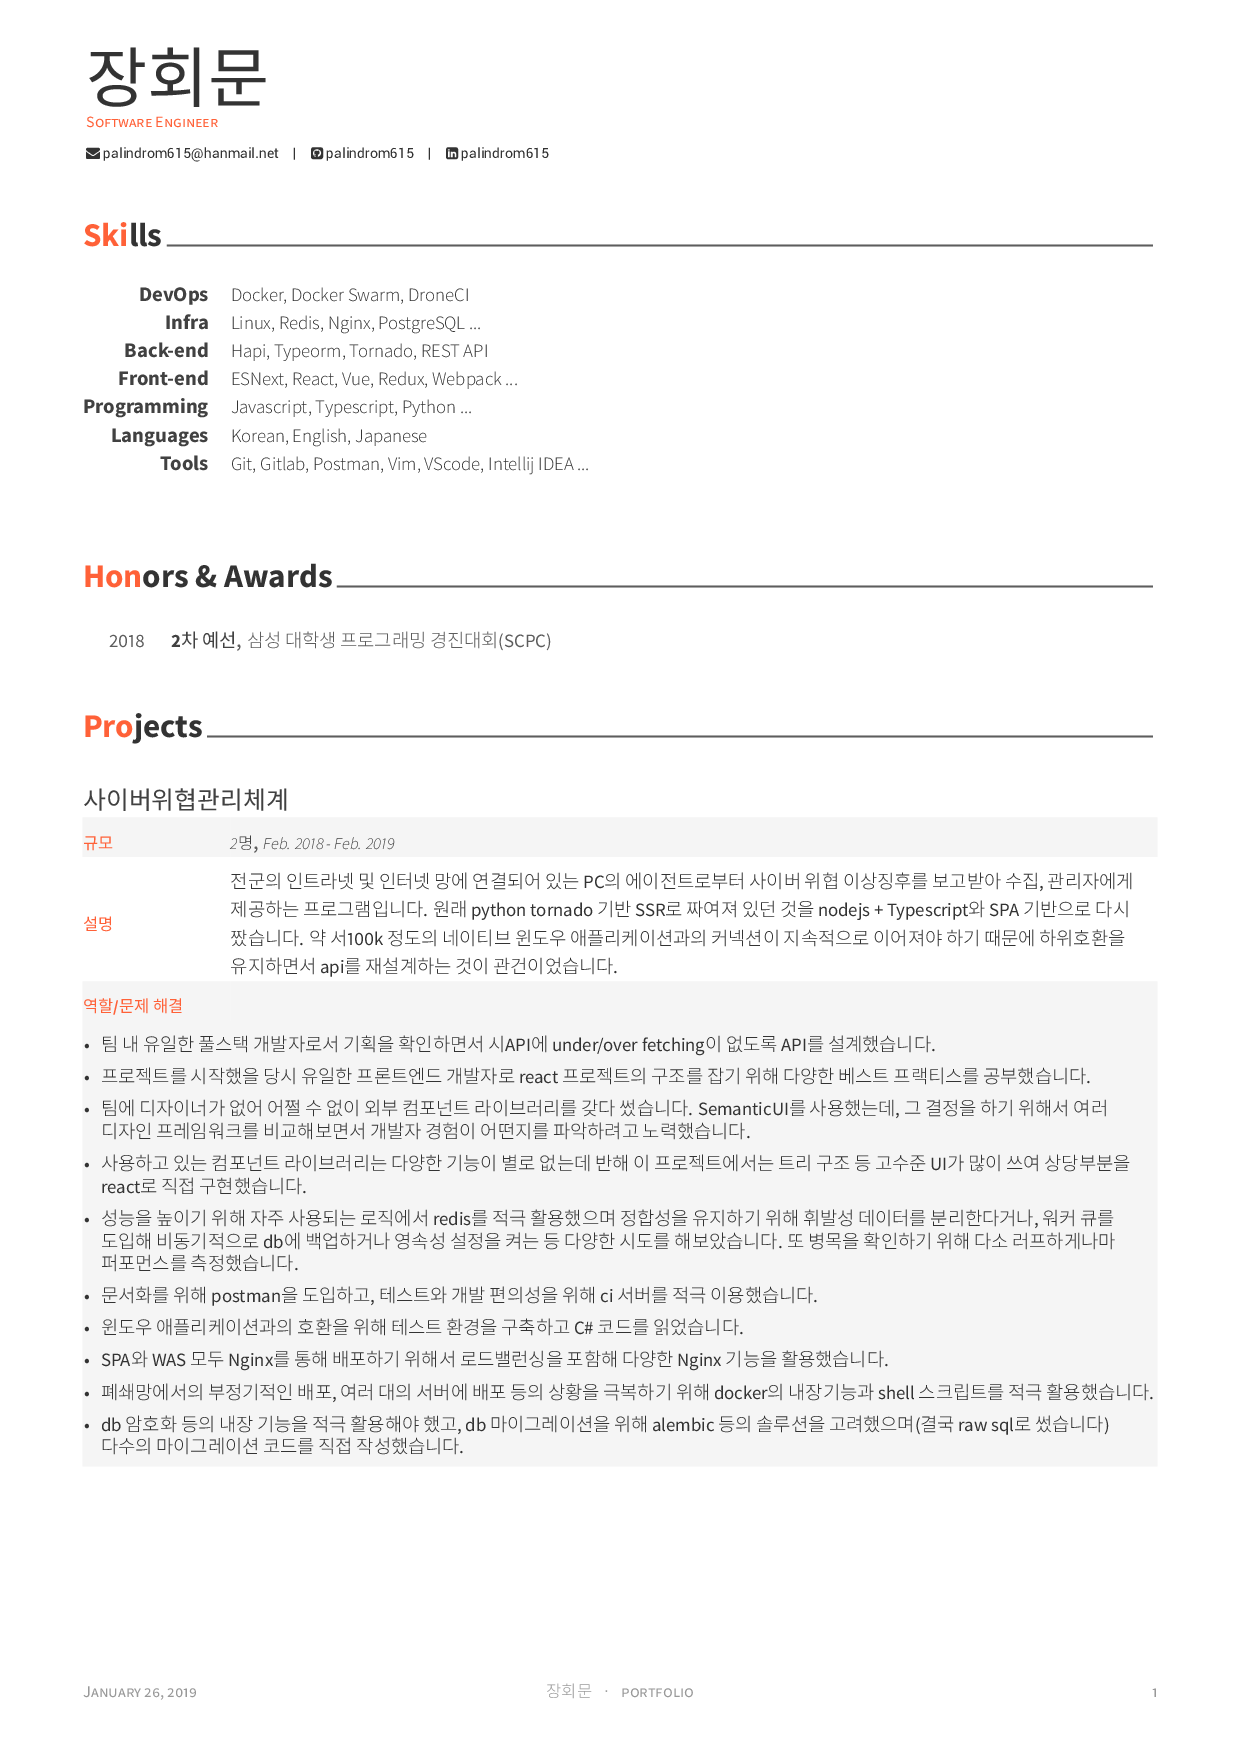 장회문
Software Engineer
palindrom615@hanmail.net | palindrom615 | palindrom615
Skills
DevOps Docker, Docker Swarm, DroneCI
Infra Linux, Redis, Nginx, PostgreSQL ...
Back-end Hapi, Typeorm, Tornado, REST API
Front-end ESNext, React, Vue, Redux, Webpack ...
Programming Javascript, Typescript, Python ...
Languages Korean, English, Japanese
Tools Git, Gitlab, Postman, Vim, VScode, Intellij IDEA ...
Honors & Awards
2018 2차 예선, 삼성 대학생 프로그래밍 경진대회(SCPC)
Projects
사이버위협관리체계
규모 2명, Feb. 2018 - Feb. 2019
전군의 인트라넷 및 인터넷 망에 연결되어 있는 PC의 에이전트로부터 사이버 위협 이상징후를 보고받아 수집, 관리자에게
제공하는 프로그램입니다. 원래 python tornado 기반 SSR로 짜여져 있던 것을 nodejs + Typescript와 SPA 기반으로 다시
설명
짰습니다. 약 서100k 정도의 네이티브 윈도우 애플리케이션과의 커넥션이 지속적으로 이어져야 하기 때문에 하위호환을
유지하면서 api를 재설계하는 것이 관건이었습니다.
역할/문제 해결
• 팀 내 유일한 풀스택 개발자로서 기획을 확인하면서 시API에 under/over fetching이 없도록 API를 설계했습니다.
• 프로젝트를 시작했을 당시 유일한 프론트엔드 개발자로 react 프로젝트의 구조를 잡기 위해 다양한 베스트 프랙티스를 공부했습니다.
• 팀에 디자이너가 없어 어쩔 수 없이 외부 컴포넌트 라이브러리를 갖다 썼습니다. SemanticUI를 사용했는데, 그 결정을 하기 위해서 여러
디자인 프레임워크를 비교해보면서 개발자 경험이 어떤지를 파악하려고 노력했습니다.
• 사용하고 있는 컴포넌트 라이브러리는 다양한 기능이 별로 없는데 반해 이 프로젝트에서는 트리 구조 등 고수준 UI가 많이 쓰여 상당부분을
react로 직접 구현했습니다.
• 성능을 높이기 위해 자주 사용되는 로직에서 redis를 적극 활용했으며 정합성을 유지하기 위해 휘발성 데이터를 분리한다거나, 워커 큐를
도입해 비동기적으로 db에 백업하거나 영속성 설정을 켜는 등 다양한 시도를 해보았습니다. 또 병목을 확인하기 위해 다소 러프하게나마
퍼포먼스를 측정했습니다.
• 문서화를 위해 postman을 도입하고, 테스트와 개발 편의성을 위해 ci 서버를 적극 이용했습니다.
• 윈도우 애플리케이션과의 호환을 위해 테스트 환경을 구축하고 C# 코드를 읽었습니다.
• SPA와 WAS 모두 Nginx를 통해 배포하기 위해서 로드밸런싱을 포함해 다양한 Nginx 기능을 활용했습니다.
• 폐쇄망에서의 부정기적인 배포, 여러 대의 서버에 배포 등의 상황을 극복하기 위해 docker의 내장기능과 shell 스크립트를 적극 활용했습니다.
• db 암호화 등의 내장 기능을 적극 활용해야 했고, db 마이그레이션을 위해 alembic 등의 솔루션을 고려했으며(결국 raw sql로 썼습니다)
다수의 마이그레이션 코드를 직접 작성했습니다.
January 26, 2019 장회문 · portfolio 1